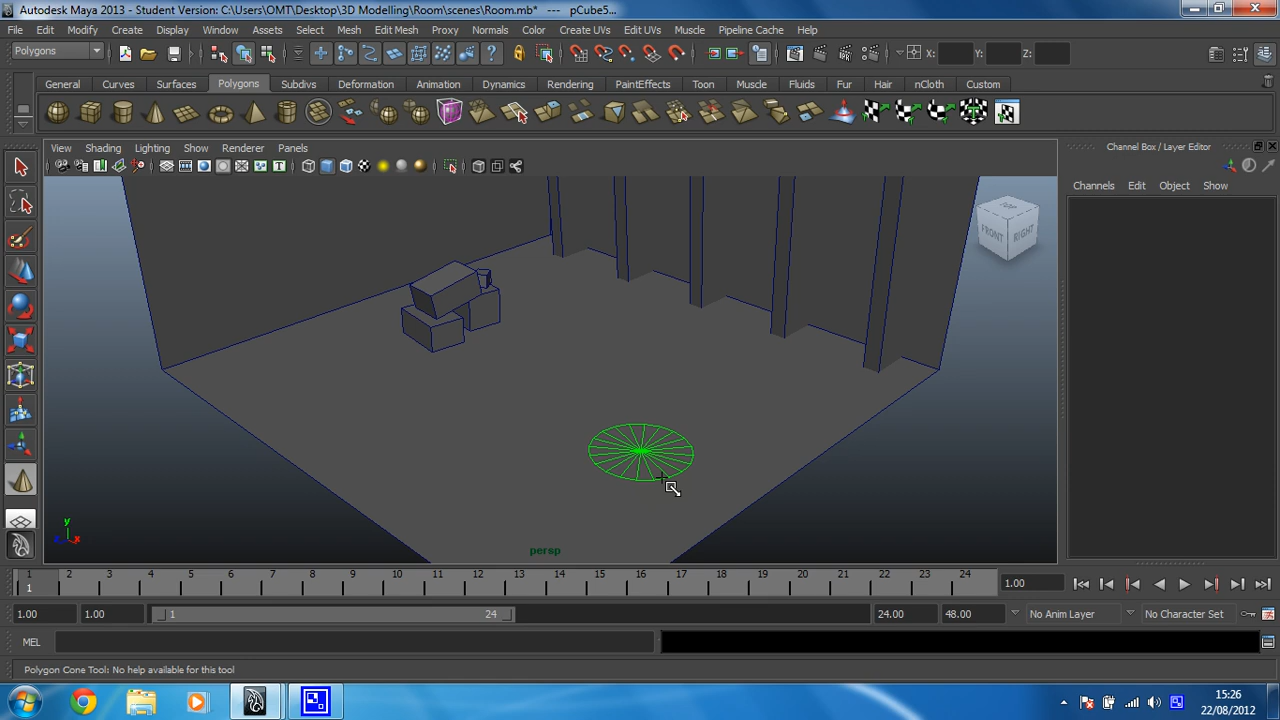 Autodesk Maya 2013 - Student Version: C:\Users\OMT\Desktop\3D Modelling\Room\scenes\Room.mb* --- pCube5...
File Edit Modify Create Display Window Assets Select Mesh Edit Mesh Proxy Normals Color Create UVs Edit UVs Muscle Pipeline Cache Help
Polygons X: Y: Z:
General Curves Surfaces Polygons Subdivs Deformation Animation Dynamics Rendering PaintEffects Toon Muscle Fluids Fur Hair nCloth Custom
View Shading Lighting Show Renderer Panels
Channel Box / Layer Editor
Channels Edit Object Show
TOP
FRONT RIGHT
y
x
persp
1 2 3 4 5 6 7 8 9 10 11 12 13 14 15 16 17 18 19 20 21 22 23 24
1 1.00
1.00 1.00 1 24 24.00 48.00 No Anim Layer No Character Set
MEL
Polygon Cone Tool: No help available for this tool
15:26
22/08/2012